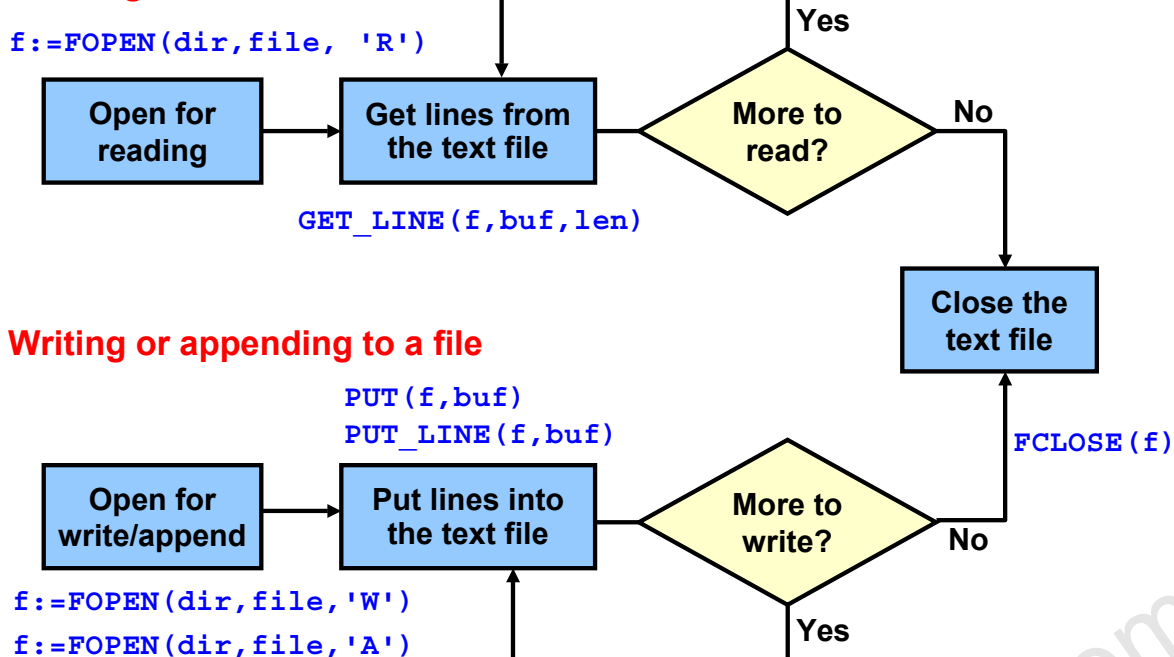 Yes
f:=FOPEN(dir,file, 'R')
Open for
reading
Get lines from
the text file
More to
read?
No
GET_LINE(f,buf,len)
Close the
text file
Writing or appending to a file
PUT(f,buf)
PUT_LINE(f,buf)
FCLOSE(f)
Open for
write/append
Put lines into
the text file
More to
write?
No
f:=FOPEN(dir,file,'W')
f:=FOPEN(dir,file,'A')
Yes